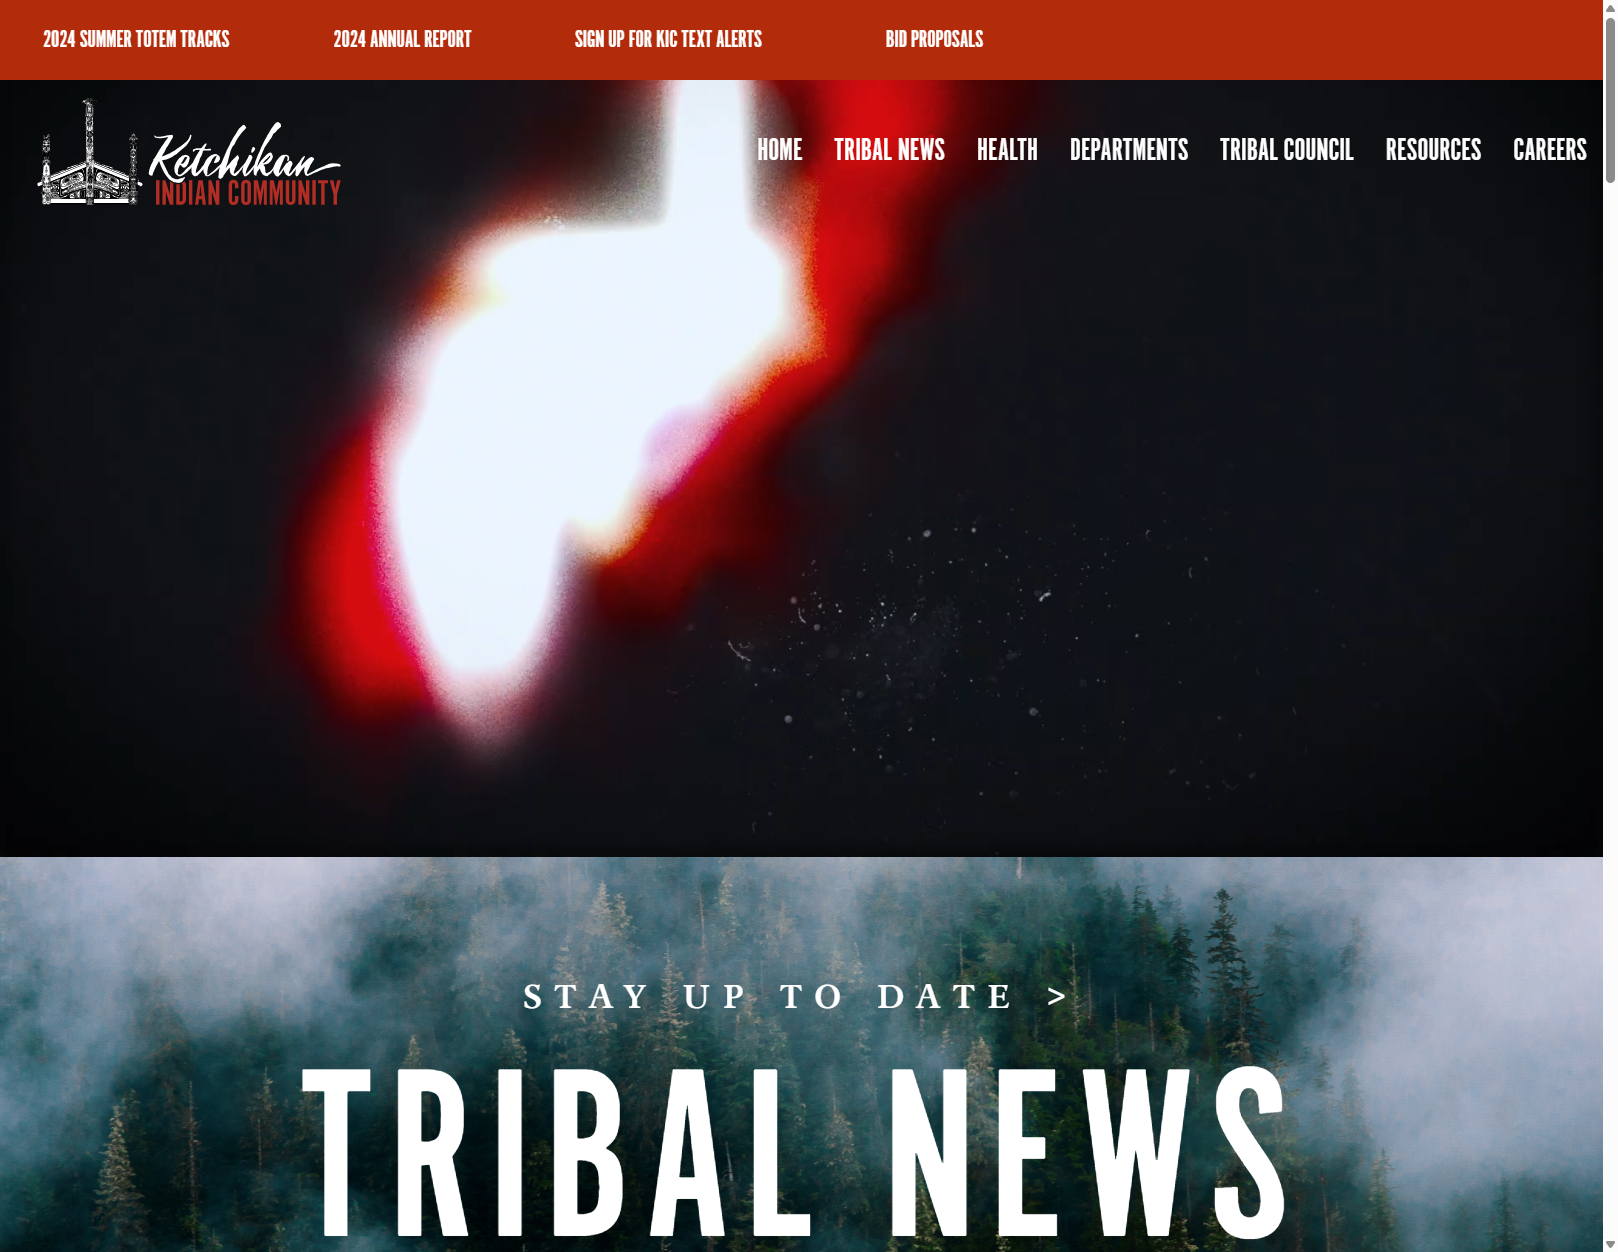 2024 SUMMER TOTEM TRACKS
2024 ANNUAL REPORT
SIGN UP FOR KIC TEXT ALERTS
BID PROPOSALS
Ketchikan
INDIAN COMMUNITY
HOME
TRIBAL NEWS
HEALTH
DEPARTMENTS
TRIBAL COUNCIL
RESOURCES
CAREERS
STAY UP TO DATE >
TRIBAL NEWS